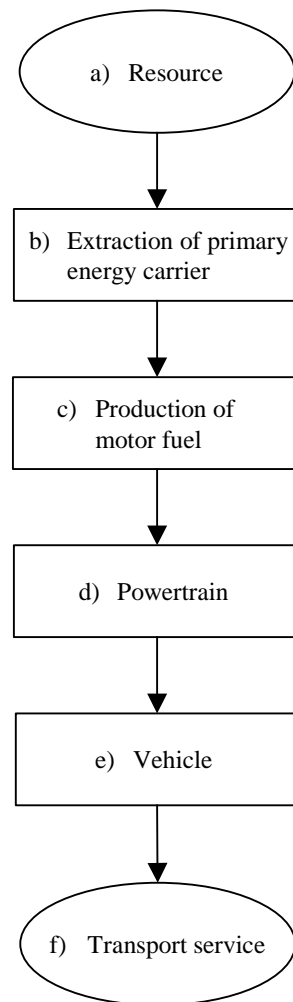 a) Resource
b) Extraction of primary
energy carrier
c) Production of
motor fuel
d) Powertrain
e) Vehicle
f) Transport service